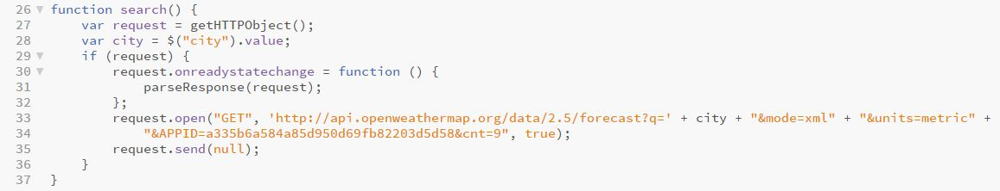 26 function search() {
27 var request = getHTTPObject();
28 var city = $("city").value;
29 if (request) {
30 request.onreadystatechange = function () {
31 parseResponse(request);
32 };
33 request.open("GET", 'http://api.openweathermap.org/data/2.5/forecast?q=' + city + "&mode=xml" + "&units=metric" +
34 "&APPID=a335b6a584a85d950d69fb82203d5d58&cnt=9", true);
35 request.send(null);
36 }
37 }